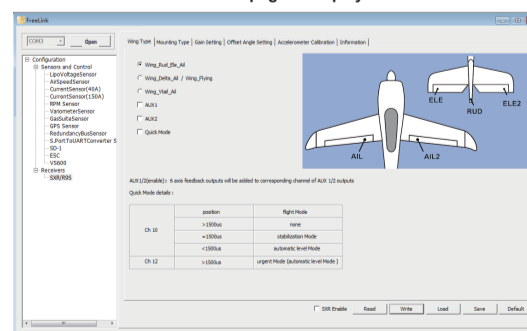 FreeLink
COM3 Open
Configuration
Sensors and Control
LipoVoltageSensor
AirSpeedSensor
CurrentSensor(40A)
CurrentSensor(150A)
RPM Sensor
VariometerSensor
GasSuiteSensor
GPS Sensor
RedundancyBusSensor
S.PortToUARTConverter S
SD-1
ESC
VS600
Receivers
SXR/R9S
Wing Type Mounting Type Gain Setting Offset Angle Setting Accelerometer Calibration Information
Wing_Rud_Ele_Ail
Wing_Delta_Ail / Wing_Flying
Wing_Vtail_Ail
AUX1
AUX2
Quick Mode
ELE RUD ELE2
AIL AIL2
AUX1/2(enable): 6 axis feedback outputs will be added to corresponding channel of AUX 1/2 outputs
Quick Mode details :
position flight Mode
Ch 10
>1500us none
=1500us stabilization Mode
<1500us automatic level Mode
Ch 12 >1500us urgent Mode (automatic level Mode )
SXR Enable Read Write Load Save Default